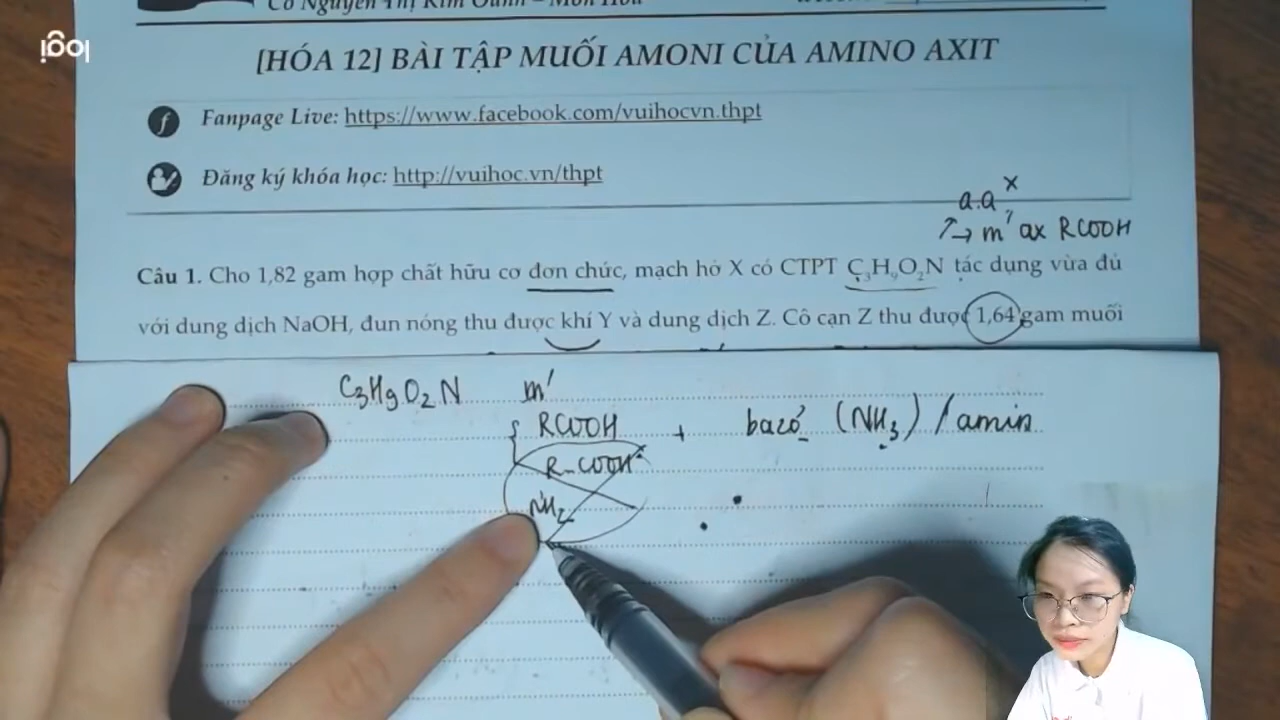 logi
Cô Nguyễn Thị Kim Oanh – Môn Hóa
[HÓA 12] BÀI TẬP MUỐI AMONI CỦA AMINO AXIT
Fanpage Live: https://www.facebook.com/vuihocvn.thpt
Đăng ký khóa học: http://vuihoc.vn/thpt
a.a x
→ m' ax RCOOH
Câu 1. Cho 1,82 gam hợp chất hữu cơ đơn chức, mạch hở X có CTPT C₃H₉O₂N tác dụng vừa đủ
với dung dịch NaOH, đun nóng thu được khí Y và dung dịch Z. Cô cạn Z thu được 1,64 gam muối
C₃H₉O₂N m'
RCOOH + bazơ (NH₃) / amin
R-COOH
NH₂